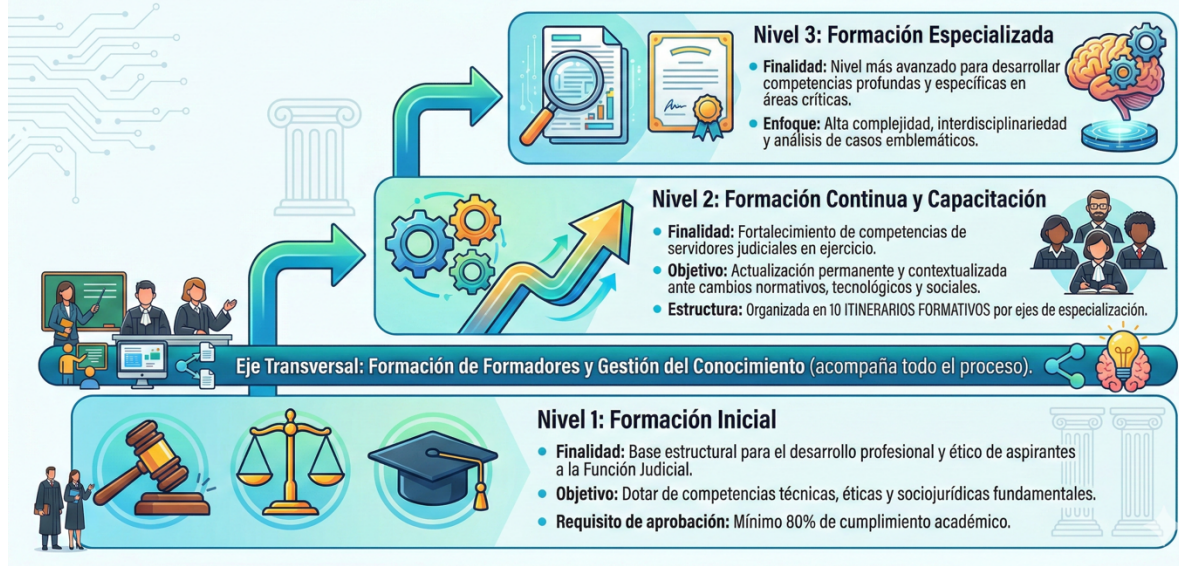 Nivel 3: Formación Especializada
Finalidad: Nivel más avanzado para desarrollar
competencias profundas y específicas en
áreas críticas.
Enfoque: Alta complejidad, interdisciplinariedad
y análisis de casos emblemáticos.
Nivel 2: Formación Continua y Capacitación
Finalidad: Fortalecimiento de competencias de
servidores judiciales en ejercicio.
Objetivo: Actualización permanente y contextualizada
ante cambios normativos, tecnológicos y sociales.
Estructura: Organizada en 10 ITINERARIOS FORMATIVOS por ejes de especialización.
Eje Transversal: Formación de Formadores y Gestión del Conocimiento (acompaña todo el proceso).
Nivel 1: Formación Inicial
Finalidad: Base estructural para el desarrollo profesional y ético de aspirantes
a la Función Judicial.
Objetivo: Dotar de competencias técnicas, éticas y sociojurídicas fundamentales.
Requisito de aprobación: Mínimo 80% de cumplimiento académico.